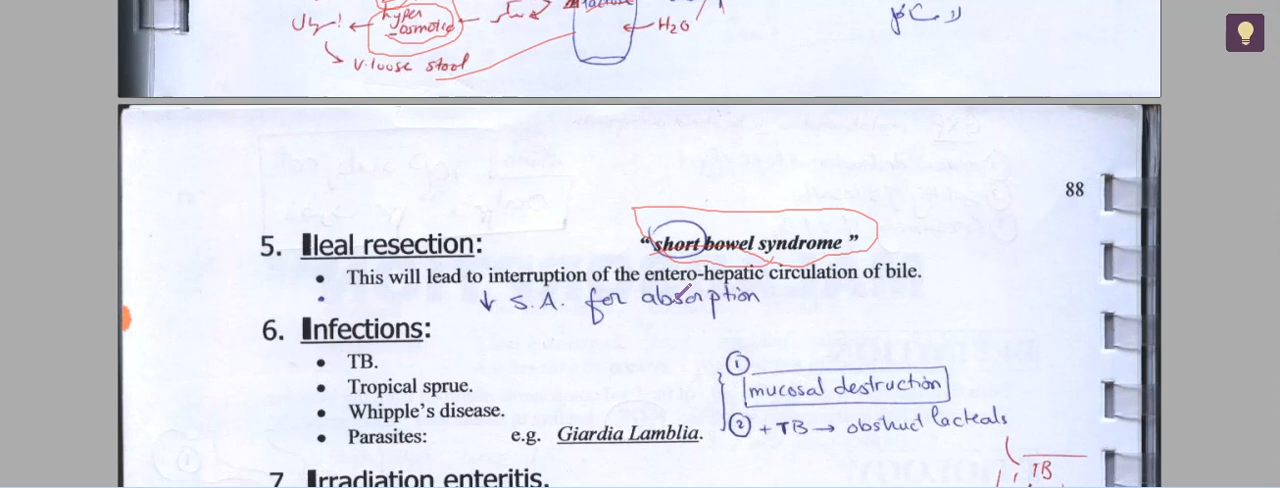 hyper
osmotic
lactose
H2O
v. loose stool
88
5. Ileal resection: “ short bowel syndrome ”
• This will lead to interruption of the entero-hepatic circulation of bile.
• ↓ S.A. for absorption
6. Infections:
• TB.
• Tropical sprue.
• Whipple’s disease.
• Parasites: e.g. Giardia Lamblia.
① mucosal destruction
② + TB → obstruct lacteals
TB
7 Irradiation enteritis.